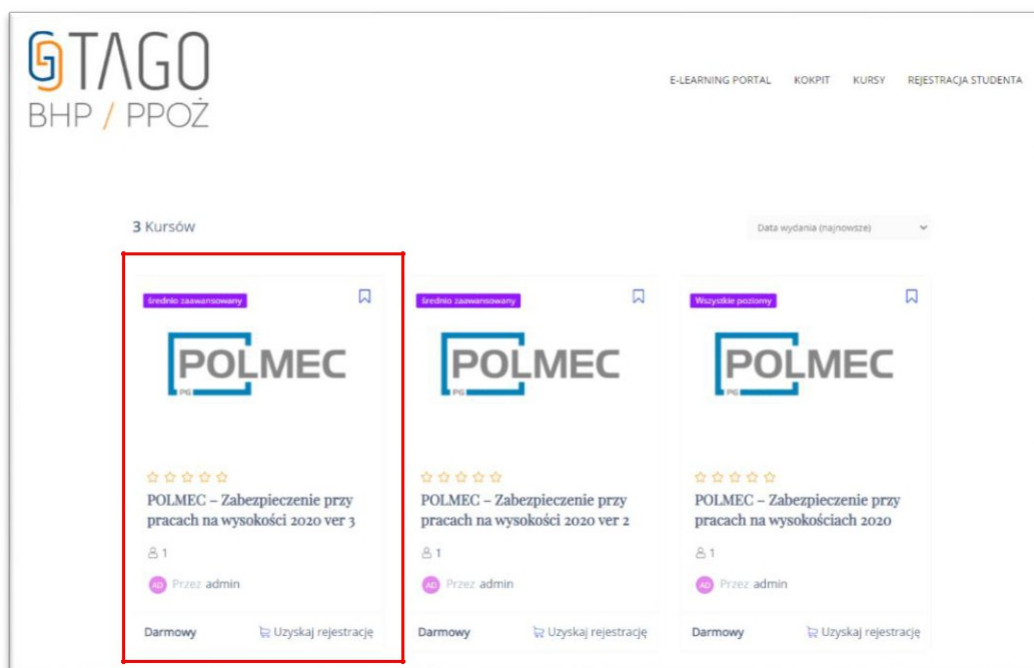 TAGO
BHP / PPOŻ
E-LEARNING PORTAL KOKPIT KURSY REJESTRACJA STUDENTA
3 Kursów
Data wydania (najnowsze)
średnio zaawansowany
POLMEC
PG
POLMEC – Zabezpieczenie przy
pracach na wysokości 2020 ver 3
1
AD Przez admin
Darmowy Uzyskaj rejestrację
średnio zaawansowany
POLMEC
PG
POLMEC – Zabezpieczenie przy
pracach na wysokości 2020 ver 2
1
AD Przez admin
Darmowy Uzyskaj rejestrację
Wszystkie poziomy
POLMEC
PG
POLMEC – Zabezpieczenie przy
pracach na wysokościach 2020
1
AD Przez admin
Darmowy Uzyskaj rejestrację